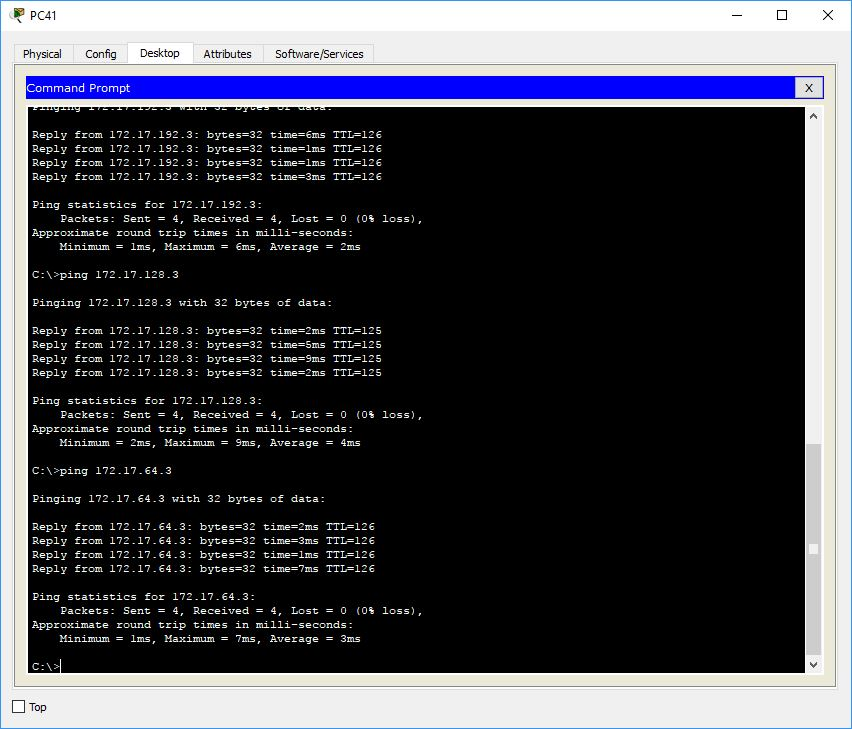 PC41
Physical Config Desktop Attributes Software/Services
Command Prompt X
Pinging 172.17.192.3 with 32 bytes of data:
Reply from 172.17.192.3: bytes=32 time=6ms TTL=126
Reply from 172.17.192.3: bytes=32 time=1ms TTL=126
Reply from 172.17.192.3: bytes=32 time=1ms TTL=126
Reply from 172.17.192.3: bytes=32 time=3ms TTL=126
Ping statistics for 172.17.192.3:
Packets: Sent = 4, Received = 4, Lost = 0 (0% loss),
Approximate round trip times in milli-seconds:
Minimum = 1ms, Maximum = 6ms, Average = 2ms
C:\>ping 172.17.128.3
Pinging 172.17.128.3 with 32 bytes of data:
Reply from 172.17.128.3: bytes=32 time=2ms TTL=125
Reply from 172.17.128.3: bytes=32 time=5ms TTL=125
Reply from 172.17.128.3: bytes=32 time=9ms TTL=125
Reply from 172.17.128.3: bytes=32 time=2ms TTL=125
Ping statistics for 172.17.128.3:
Packets: Sent = 4, Received = 4, Lost = 0 (0% loss),
Approximate round trip times in milli-seconds:
Minimum = 2ms, Maximum = 9ms, Average = 4ms
C:\>ping 172.17.64.3
Pinging 172.17.64.3 with 32 bytes of data:
Reply from 172.17.64.3: bytes=32 time=2ms TTL=126
Reply from 172.17.64.3: bytes=32 time=3ms TTL=126
Reply from 172.17.64.3: bytes=32 time=1ms TTL=126
Reply from 172.17.64.3: bytes=32 time=7ms TTL=126
Ping statistics for 172.17.64.3:
Packets: Sent = 4, Received = 4, Lost = 0 (0% loss),
Approximate round trip times in milli-seconds:
Minimum = 1ms, Maximum = 7ms, Average = 3ms
C:\>
Top